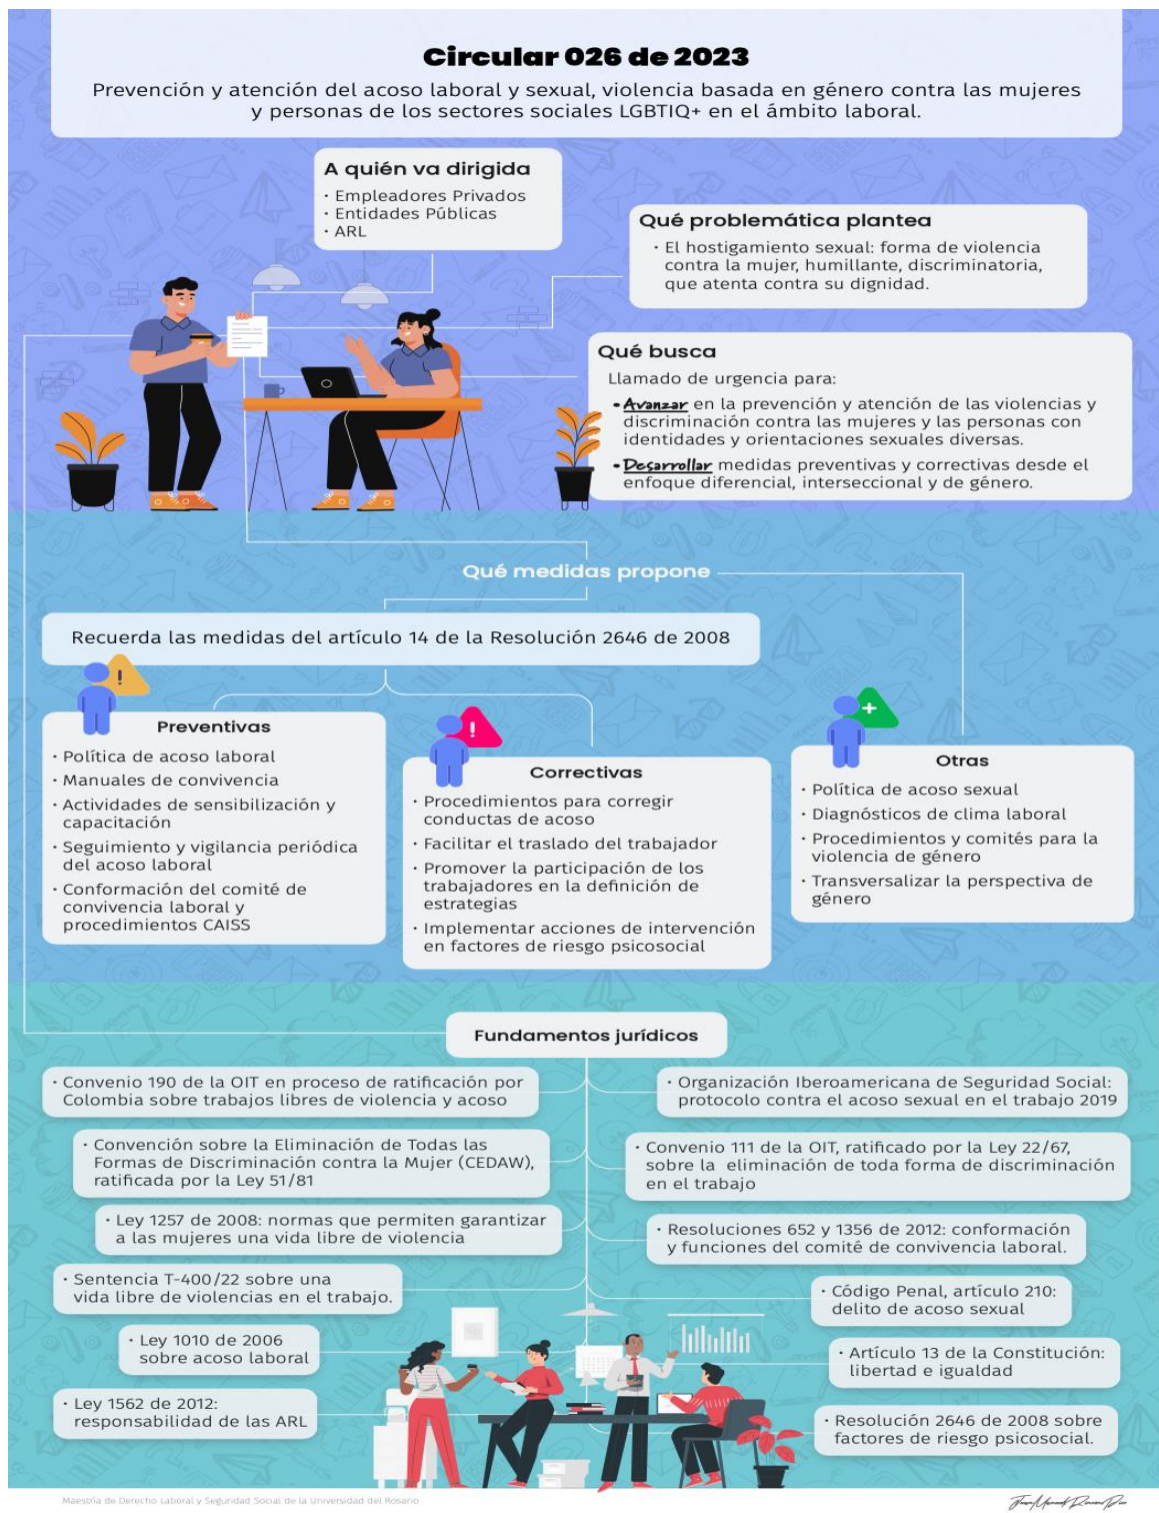 Circular 026 de 2023
Prevención y atención del acoso laboral y sexual, violencia basada en género contra las mujeres
y personas de los sectores sociales LGBTIQ+ en el ámbito laboral.
A quién va dirigida
· Empleadores Privados
· Entidades Públicas
· ARL
Qué problemática plantea
· El hostigamiento sexual: forma de violencia
contra la mujer, humillante, discriminatoria,
que atenta contra su dignidad.
Qué busca
Llamado de urgencia para:
· Avanzar en la prevención y atención de las violencias y
discriminación contra las mujeres y las personas con
identidades y orientaciones sexuales diversas.
· Desarrollar medidas preventivas y correctivas desde el
enfoque diferencial, interseccional y de género.
Qué medidas propone
Recuerda las medidas del artículo 14 de la Resolución 2646 de 2008
Preventivas
· Política de acoso laboral
· Manuales de convivencia
· Actividades de sensibilización y
capacitación
· Seguimiento y vigilancia periódica
del acoso laboral
· Conformación del comité de
convivencia laboral y
procedimientos CAISS
Correctivas
· Procedimientos para corregir
conductas de acoso
· Facilitar el traslado del trabajador
· Promover la participación de los
trabajadores en la definición de
estrategias
· Implementar acciones de intervención
en factores de riesgo psicosocial
Otras
· Política de acoso sexual
· Diagnósticos de clima laboral
· Procedimientos y comités para la
violencia de género
· Transversalizar la perspectiva de
género
Fundamentos jurídicos
· Convenio 190 de la OIT en proceso de ratificación por
Colombia sobre trabajos libres de violencia y acoso
· Convención sobre la Eliminación de Todas las
Formas de Discriminación contra la Mujer (CEDAW),
ratificada por la Ley 51/81
· Ley 1257 de 2008: normas que permiten garantizar
a las mujeres una vida libre de violencia
· Sentencia T-400/22 sobre una
vida libre de violencias en el trabajo.
· Ley 1010 de 2006
sobre acoso laboral
· Ley 1562 de 2012:
responsabilidad de las ARL
· Organización Iberoamericana de Seguridad Social:
protocolo contra el acoso sexual en el trabajo 2019
· Convenio 111 de la OIT, ratificado por la Ley 22/67,
sobre la eliminación de toda forma de discriminación
en el trabajo
· Resoluciones 652 y 1356 de 2012: conformación
y funciones del comité de convivencia laboral.
· Código Penal, artículo 210:
delito de acoso sexual
· Artículo 13 de la Constitución:
libertad e igualdad
· Resolución 2646 de 2008 sobre
factores de riesgo psicosocial.
Maestría de Derecho Laboral y Seguridad Social de la Universidad del Rosario